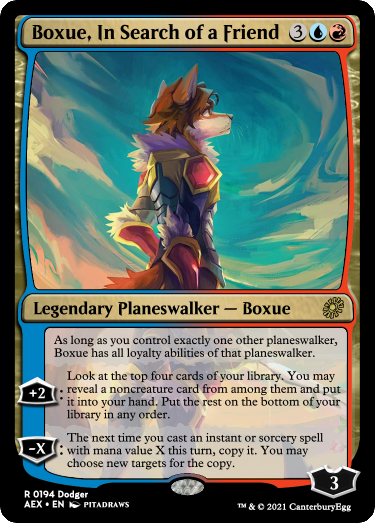 Boxue, In Search of a Friend 3
Legendary Planeswalker — Boxue
As long as you control exactly one other planeswalker,
Boxue has all loyalty abilities of that planeswalker.
Look at the top four cards of your library. You may
reveal a noncreature card from among them and put
+2: it into your hand. Put the rest on the bottom of your
library in any order.
The next time you cast an instant or sorcery spell
-X: with mana value X this turn, copy it. You may
choose new targets for the copy.
3
R 0194 Dodger
AEX • EN PITADRAWS
™ & © 2021 CanterburyEgg